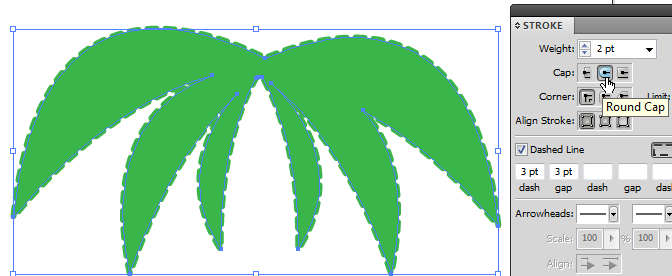 STROKE
Weight: 2 pt
Cap:
Corner: Limit:
Round Cap
Align Stroke:
Dashed Line
3 pt 3 pt
dash gap dash gap das
Arrowheads:
Scale: 100 % 100
Align: